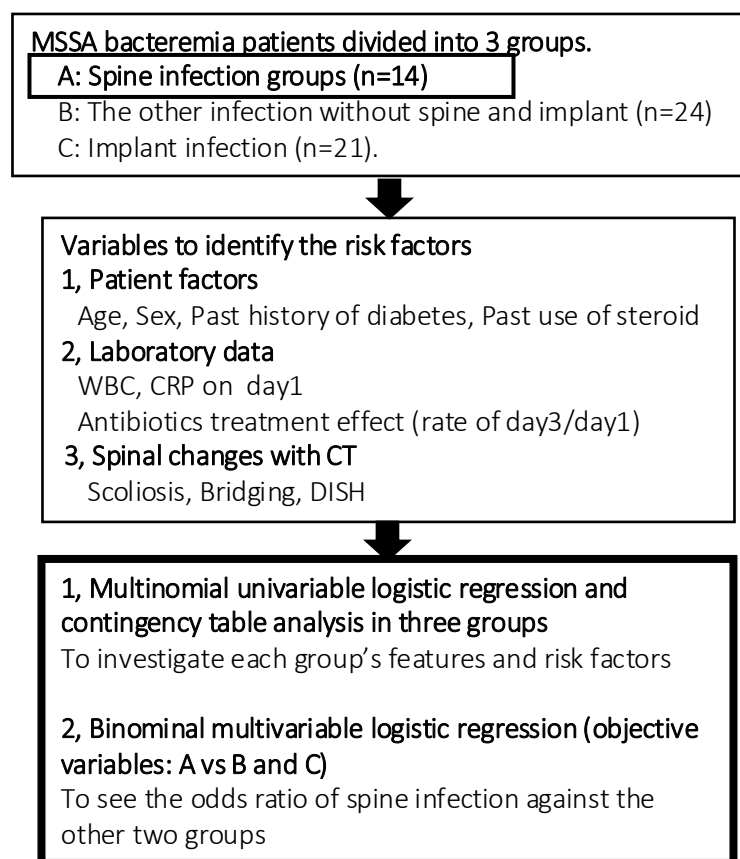 MSSA bacteremia patients divided into 3 groups.
A: Spine infection groups (n=14)
B: The other infection without spine and implant (n=24)
C: Implant infection (n=21).
Variables to identify the risk factors
1, Patient factors
Age, Sex, Past history of diabetes, Past use of steroid
2, Laboratory data
WBC, CRP on day1
Antibiotics treatment effect (rate of day3/day1)
3, Spinal changes with CT
Scoliosis, Bridging, DISH
1, Multinomial univariable logistic regression and
contingency table analysis in three groups
To investigate each group’s features and risk factors
2, Binominal multivariable logistic regression (objective
variables: A vs B and C)
To see the odds ratio of spine infection against the
other two groups